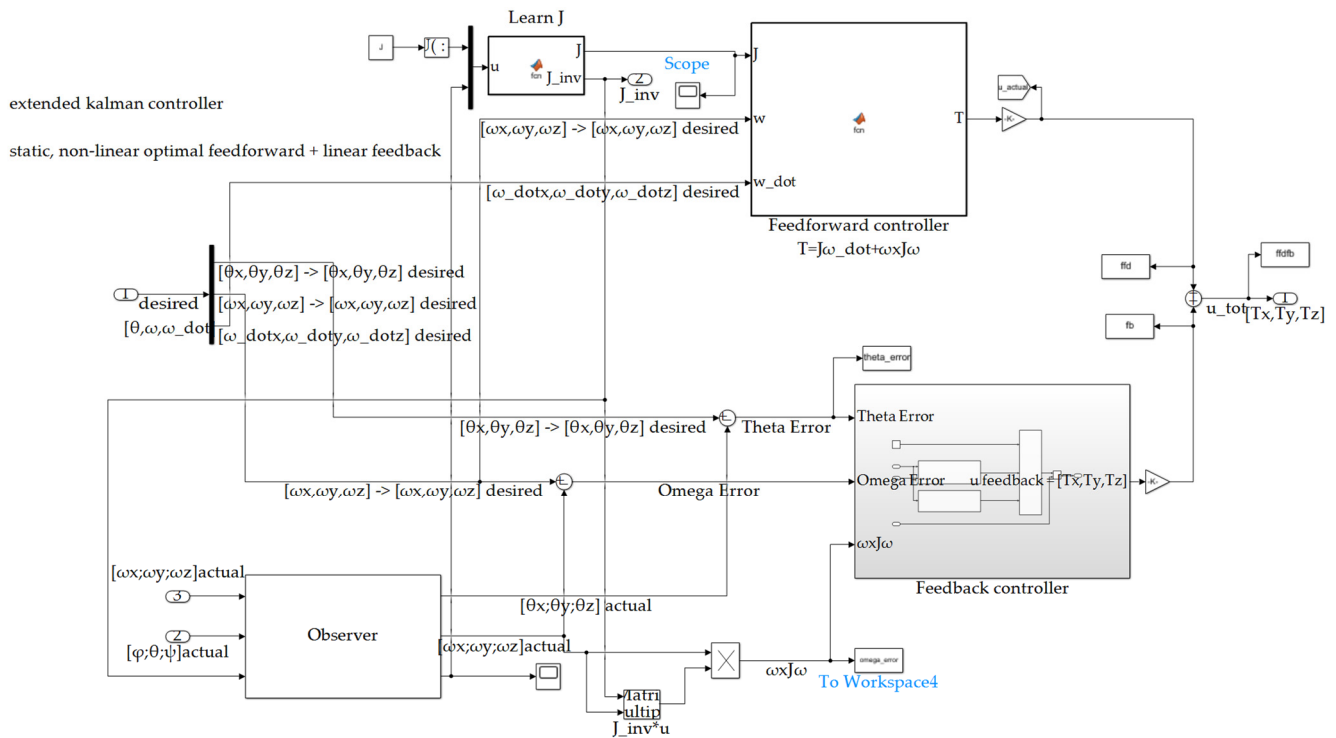 Learn J
J
J( :
u
fcn
J
J_inv
2
J_inv
Scope
J
w
w_dot
fcn
T
u_actual
-K-
extended kalman controller
static, non-linear optimal feedforward + linear feedback
[ωx,ωy,ωz] -> [ωx,ωy,ωz] desired
[ω_dotx,ω_doty,ω_dotz] desired
Feedforward controller
T=Jω_dot+ωxJω
1
desired
[θ,ω,ω_dot
[θx,θy,θz] -> [θx,θy,θz] desired
[ωx,ωy,ωz] -> [ωx,ωy,ωz] desired
[ω_dotx,ω_doty,ω_dotz] desired
ffd
ffdfb
fb
u_tot
1
[Tx,Ty,Tz]
theta_error
[θx,θy,θz] -> [θx,θy,θz] desired
Theta Error
Theta Error
[ωx,ωy,ωz] -> [ωx,ωy,ωz] desired
Omega Error
Omega Error
u feedback = [Tx,Ty,Tz]
-K-
ωxJω
Feedback controller
[ωx;ωy;ωz]actual
3
2
[φ;θ;ψ]actual
Observer
[θx;θy;θz] actual
[ωx;ωy;ωz]actual
Matri
ultip
J_inv*u
ωxJω
omega_error
To Workspace4